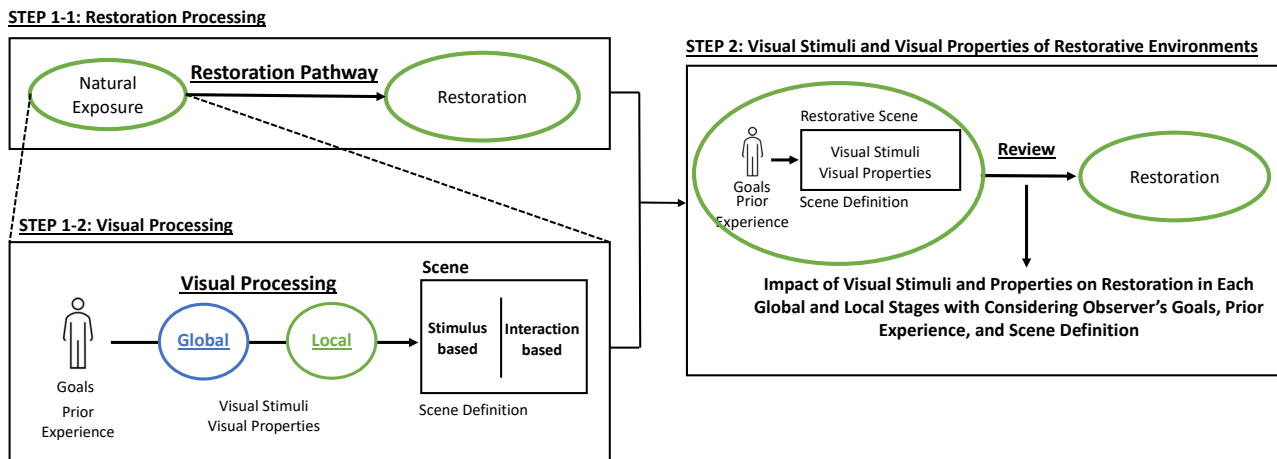 STEP 1-1: Restoration Processing
Natural
Exposure
Restoration Pathway
Restoration
STEP 1-2: Visual Processing
Goals
Prior
Experience
Visual Processing
Global
Local
Visual Stimuli
Visual Properties
Scene
Stimulus
based
Interaction
based
Scene Definition
STEP 2: Visual Stimuli and Visual Properties of Restorative Environments
Goals
Prior
Experience
Restorative Scene
Visual Stimuli
Visual Properties
Scene Definition
Review
Restoration
Impact of Visual Stimuli and Properties on Restoration in Each
Global and Local Stages with Considering Observer's Goals, Prior
Experience, and Scene Definition